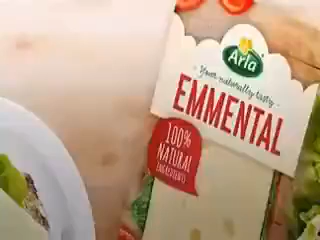 Arla
Your naturally tasty
EMMENTAL
100%
NATURAL
INGREDIENTS